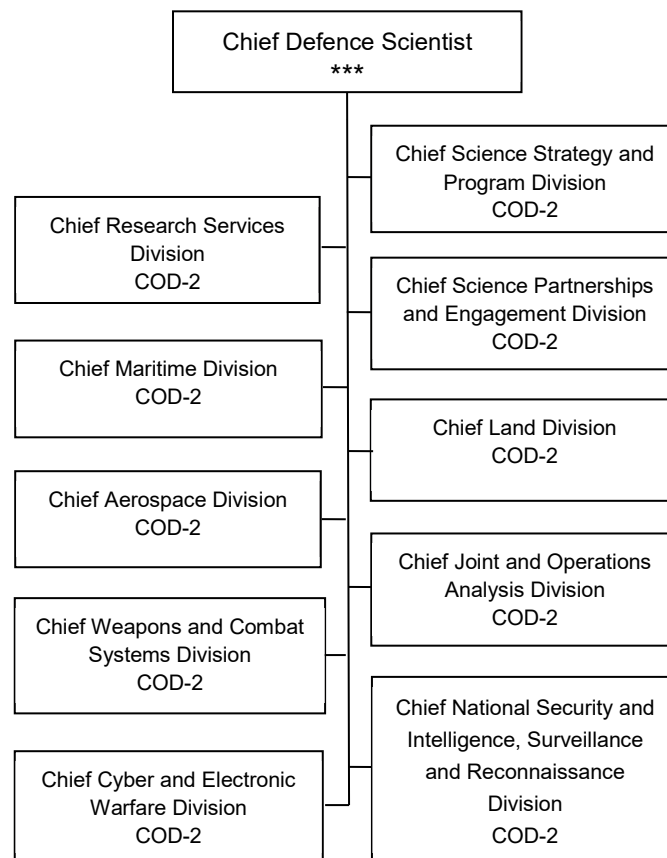 Chief Defence Scientist
***
Chief Science Strategy and
Program Division
COD-2
Chief Research Services
Division
COD-2
Chief Science Partnerships
and Engagement Division
COD-2
Chief Maritime Division
COD-2
Chief Land Division
COD-2
Chief Aerospace Division
COD-2
Chief Joint and Operations
Analysis Division
COD-2
Chief Weapons and Combat
Systems Division
COD-2
Chief National Security and
Intelligence, Surveillance
and Reconnaissance
Division
COD-2
Chief Cyber and Electronic
Warfare Division
COD-2